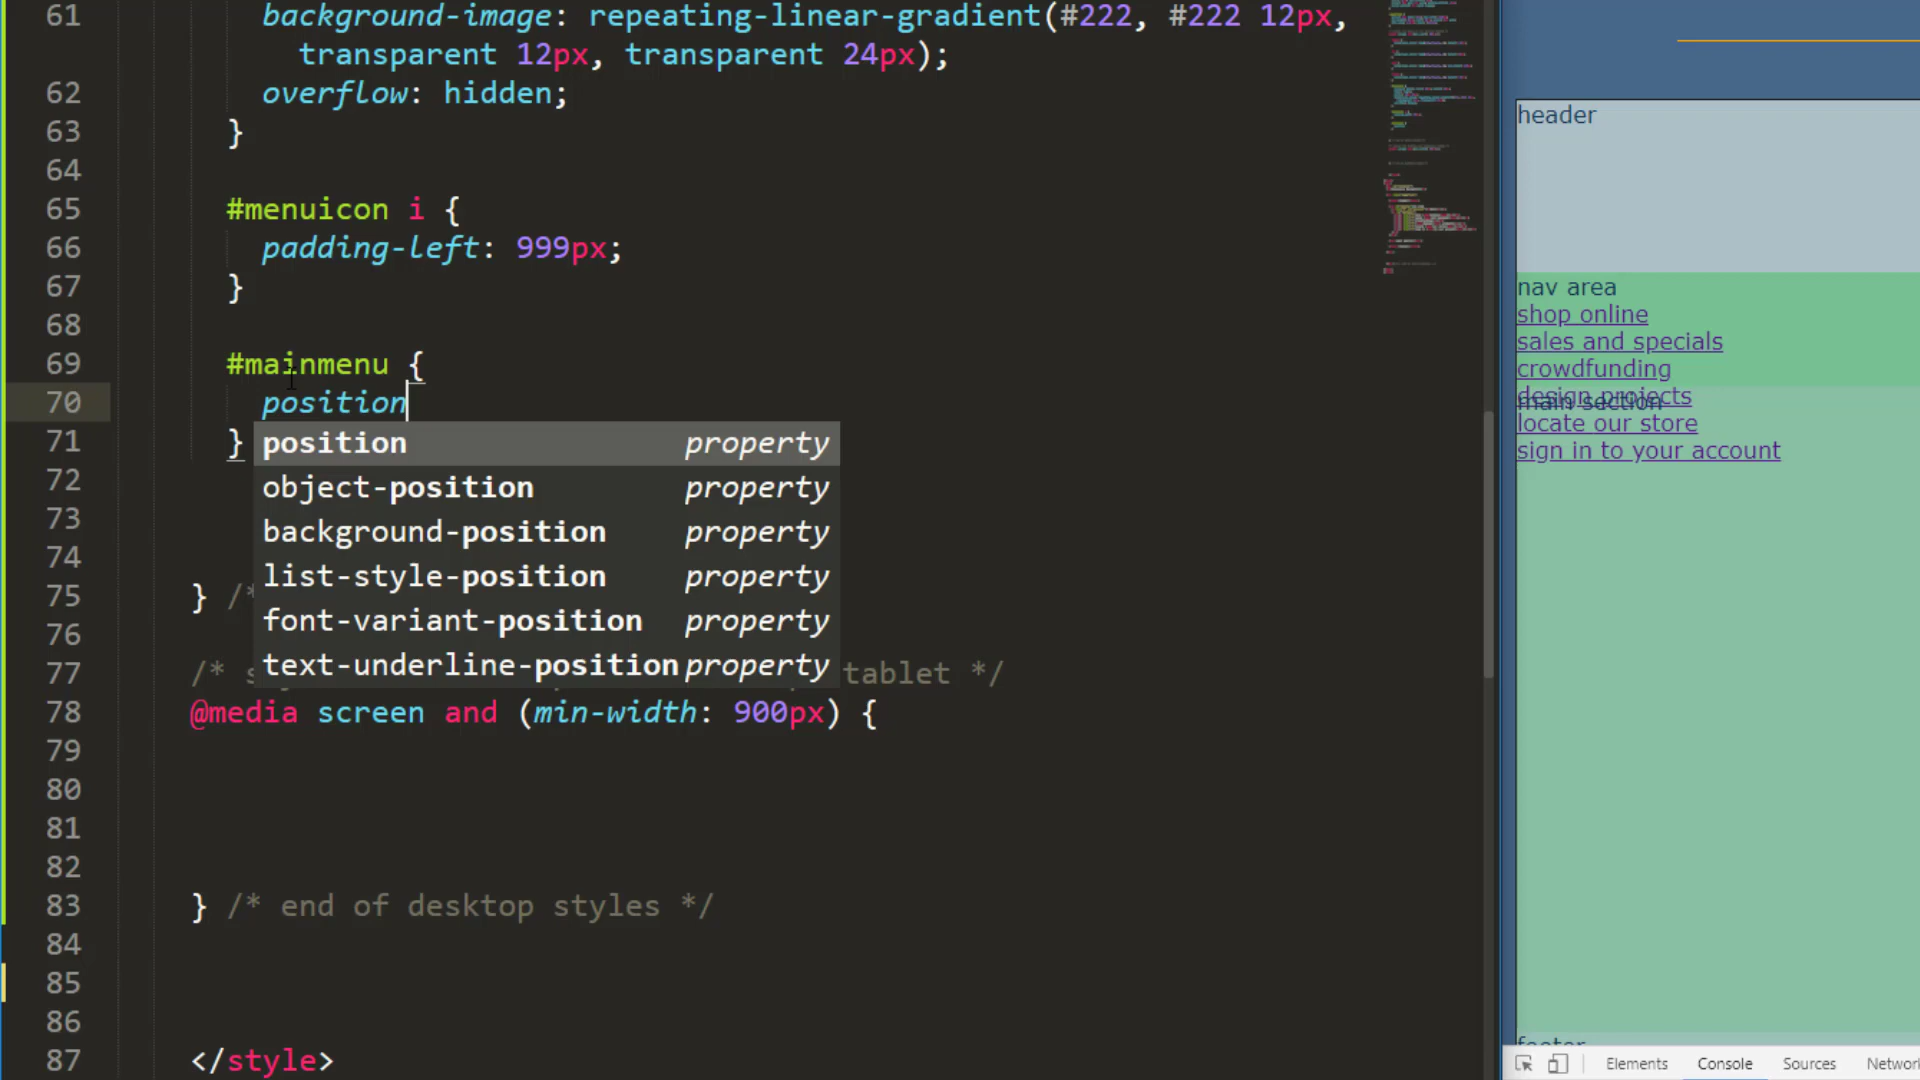 61 background-image: repeating-linear-gradient(#222, #222 12px,
transparent 12px, transparent 24px);
62 overflow: hidden;
63 }
64
65 #menuicon i {
66 padding-left: 999px;
67 }
68
69 #mainmenu {
70 position
71 }
position property
object-position property
background-position property
list-style-position property
font-variant-position property
text-underline-position property
72
73
74
75 } /*
76
77 /* tablet */
78 @media screen and (min-width: 900px) {
79
80
81
82
83 } /* end of desktop styles */
84
85
86
87 </style>
header
nav area
shop online
sales and specials
crowdfunding
design projects
main section
locate our store
sign in to your account
footer
Elements Console Sources